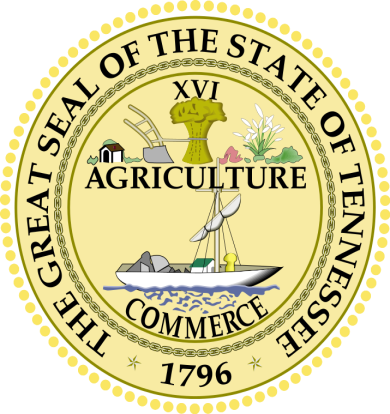 THE GREAT SEAL OF THE STATE OF TENNESSEE
XVI
AGRICULTURE
COMMERCE
1796